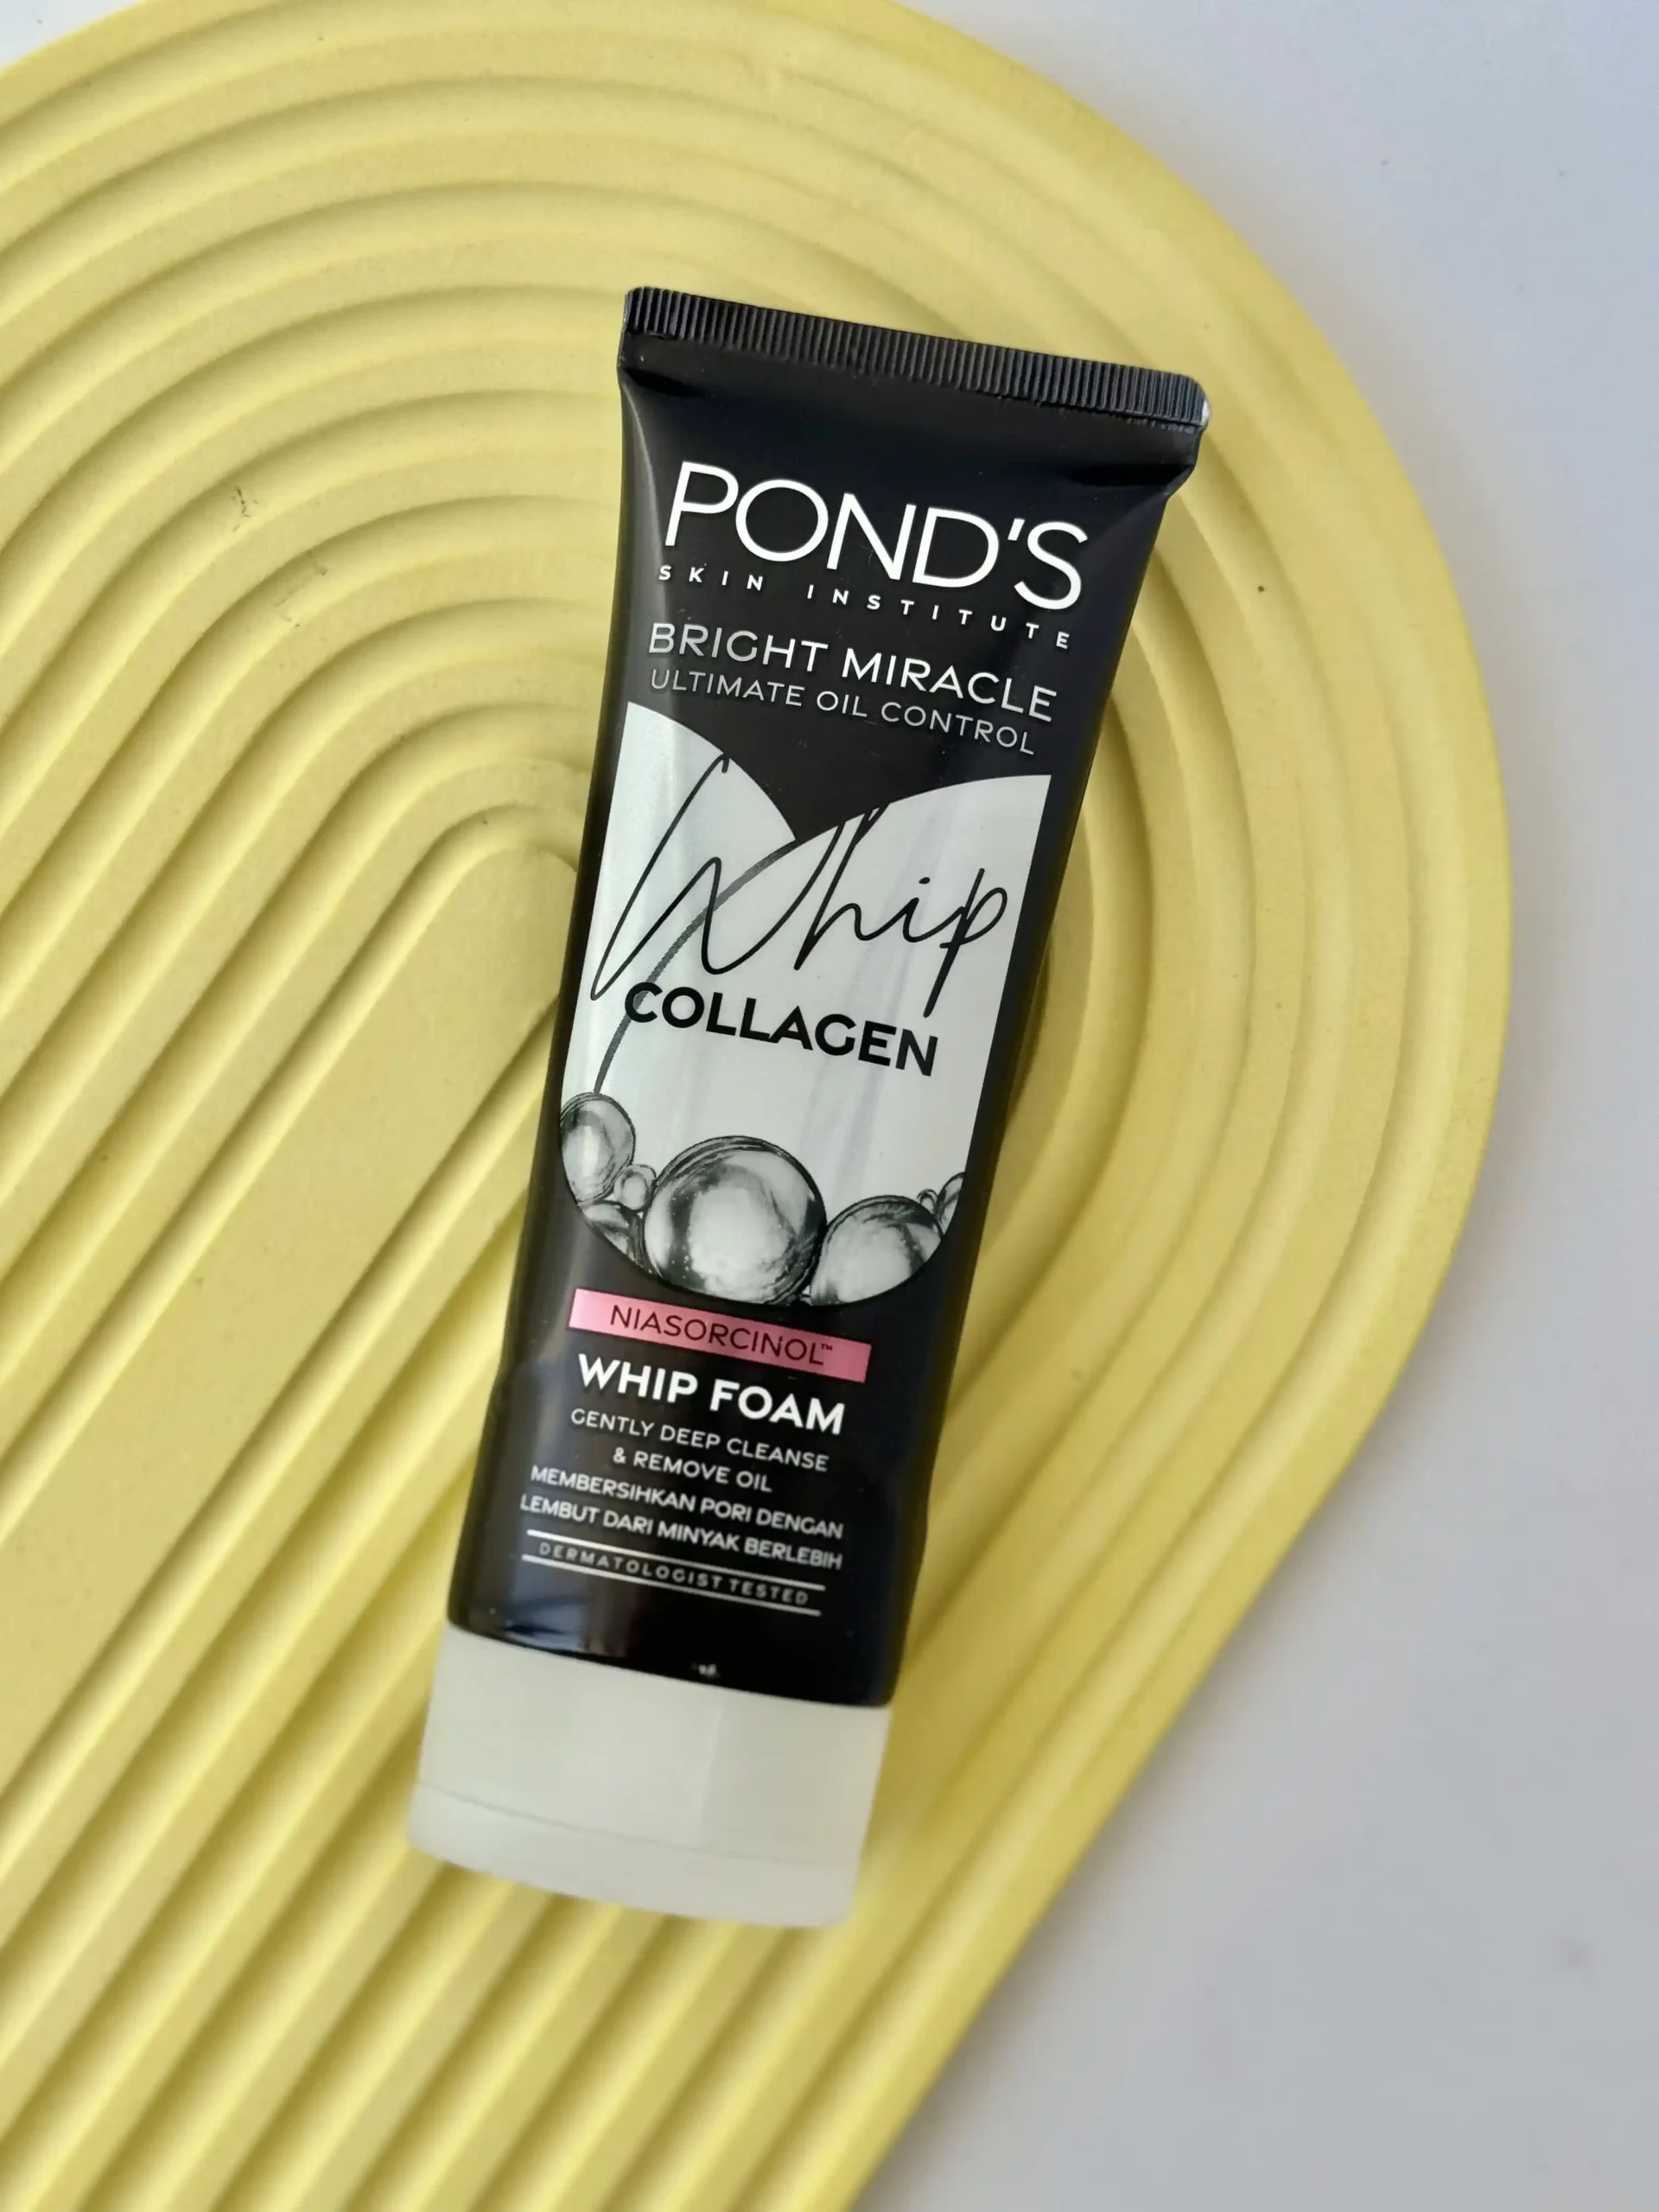 POND'S
SKIN INSTITUTE
BRIGHT MIRACLE
ULTIMATE OIL CONTROL
Whip
COLLAGEN
NIASORCINOL™
WHIP FOAM
GENTLY DEEP CLEANSE
& REMOVE OIL
MEMBERSIHKAN PORI DENGAN
LEMBUT DARI MINYAK BERLEBIH
DERMATOLOGIST TESTED